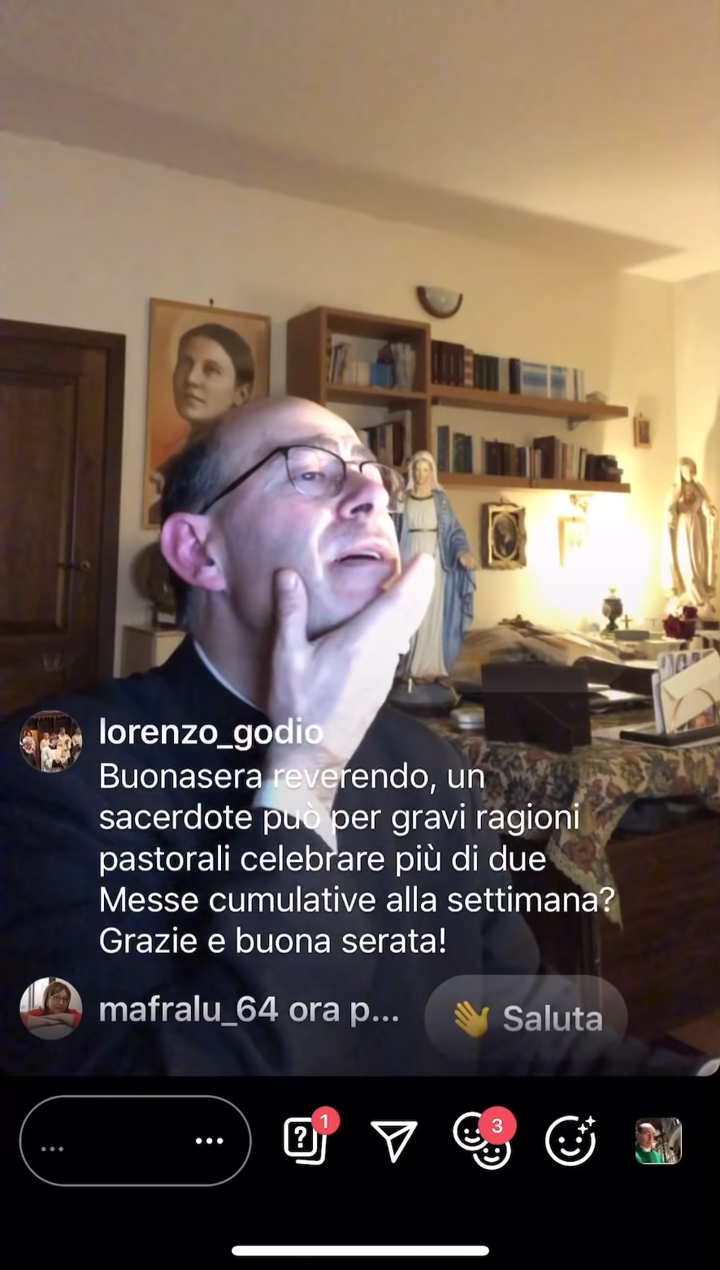 lorenzo_godio
Buonasera reverendo, un
sacerdote può per gravi ragioni
pastorali celebrare più di due
Messe cumulative alla settimana?
Grazie e buona serata!
mafralu_64 ora p...
👋 Saluta
...
1
3